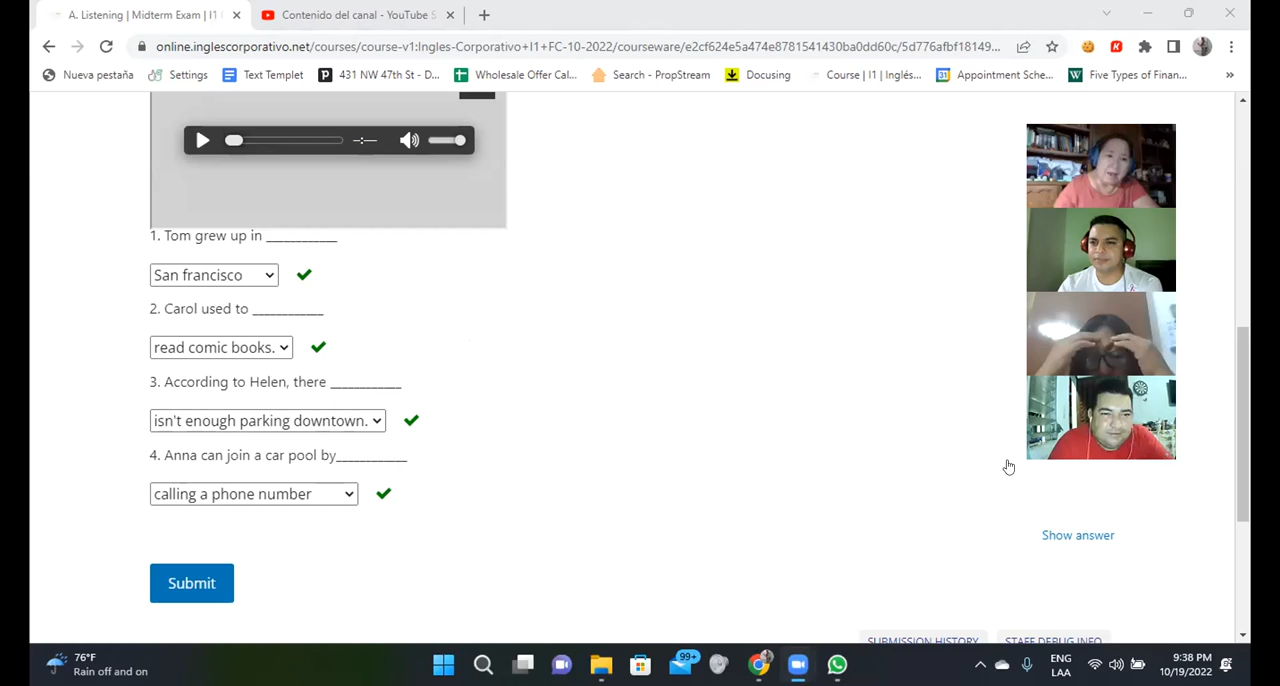 A. Listening | Midterm Exam | I1
Contenido del canal - YouTube S
online.inglescorporativo.net/courses/course-v1:Ingles-Corporativo+I1+FC-10-2022/courseware/e2cf624e5a474e8781541430ba0dd60c/5d776afbf18149...
Nueva pestaña
Settings
Text Templet
431 NW 47th St - D...
Wholesale Offer Cal...
Search - PropStream
Docusing
Course | I1 | Inglés...
Appointment Sche...
Five Types of Finan...
»
-:--
1. Tom grew up in ____________
San francisco
2. Carol used to ____________
read comic books.
3. According to Helen, there ____________
isn't enough parking downtown.
4. Anna can join a car pool by____________
calling a phone number
Show answer
Submit
SUBMISSION HISTORY
STAFF DEBUG INFO
76°F
Rain off and on
99+
ENG
LAA
9:38 PM
10/19/2022